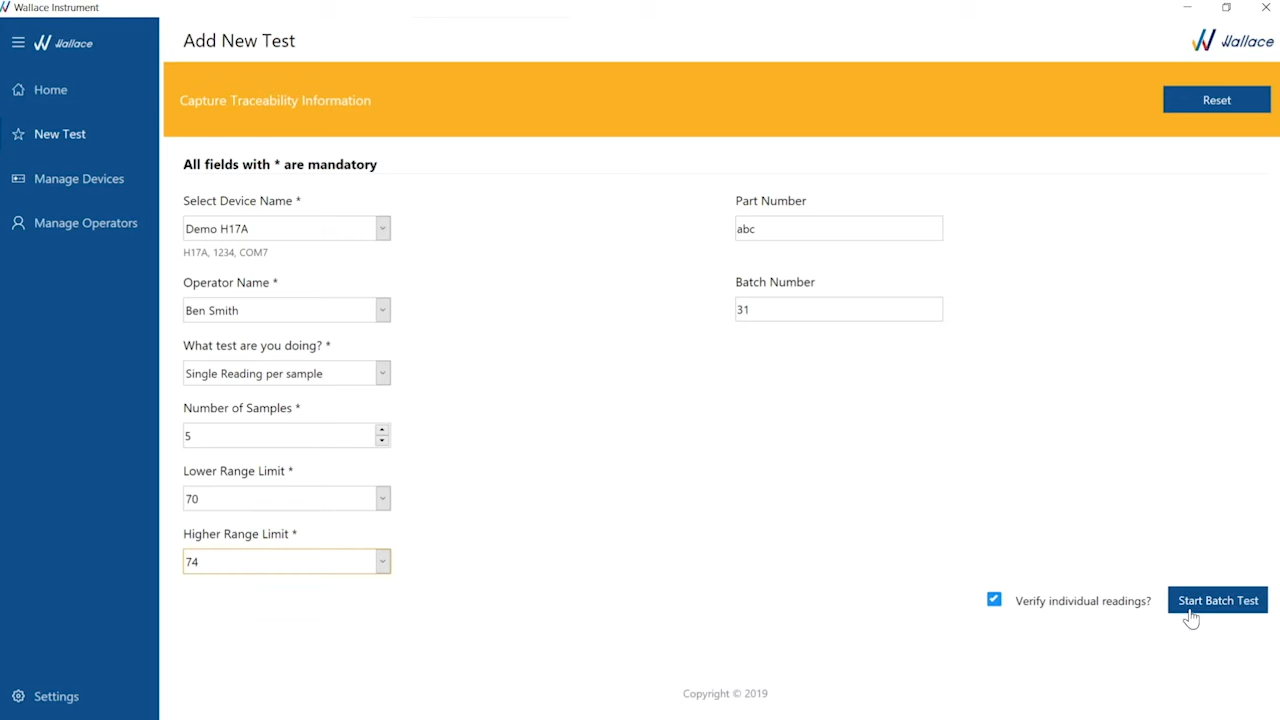 Wallace Instrument
Wallace
Home
New Test
Manage Devices
Manage Operators
Settings
Add New Test
Wallace
Capture Traceability Information
Reset
All fields with * are mandatory
Select Device Name *
Demo H17A
H17A, 1234, COM7
Operator Name *
Ben Smith
What test are you doing? *
Single Reading per sample
Number of Samples *
5
Lower Range Limit *
70
Higher Range Limit *
74
Part Number
abc
Batch Number
31
Verify individual readings?
Start Batch Test
Copyright © 2019